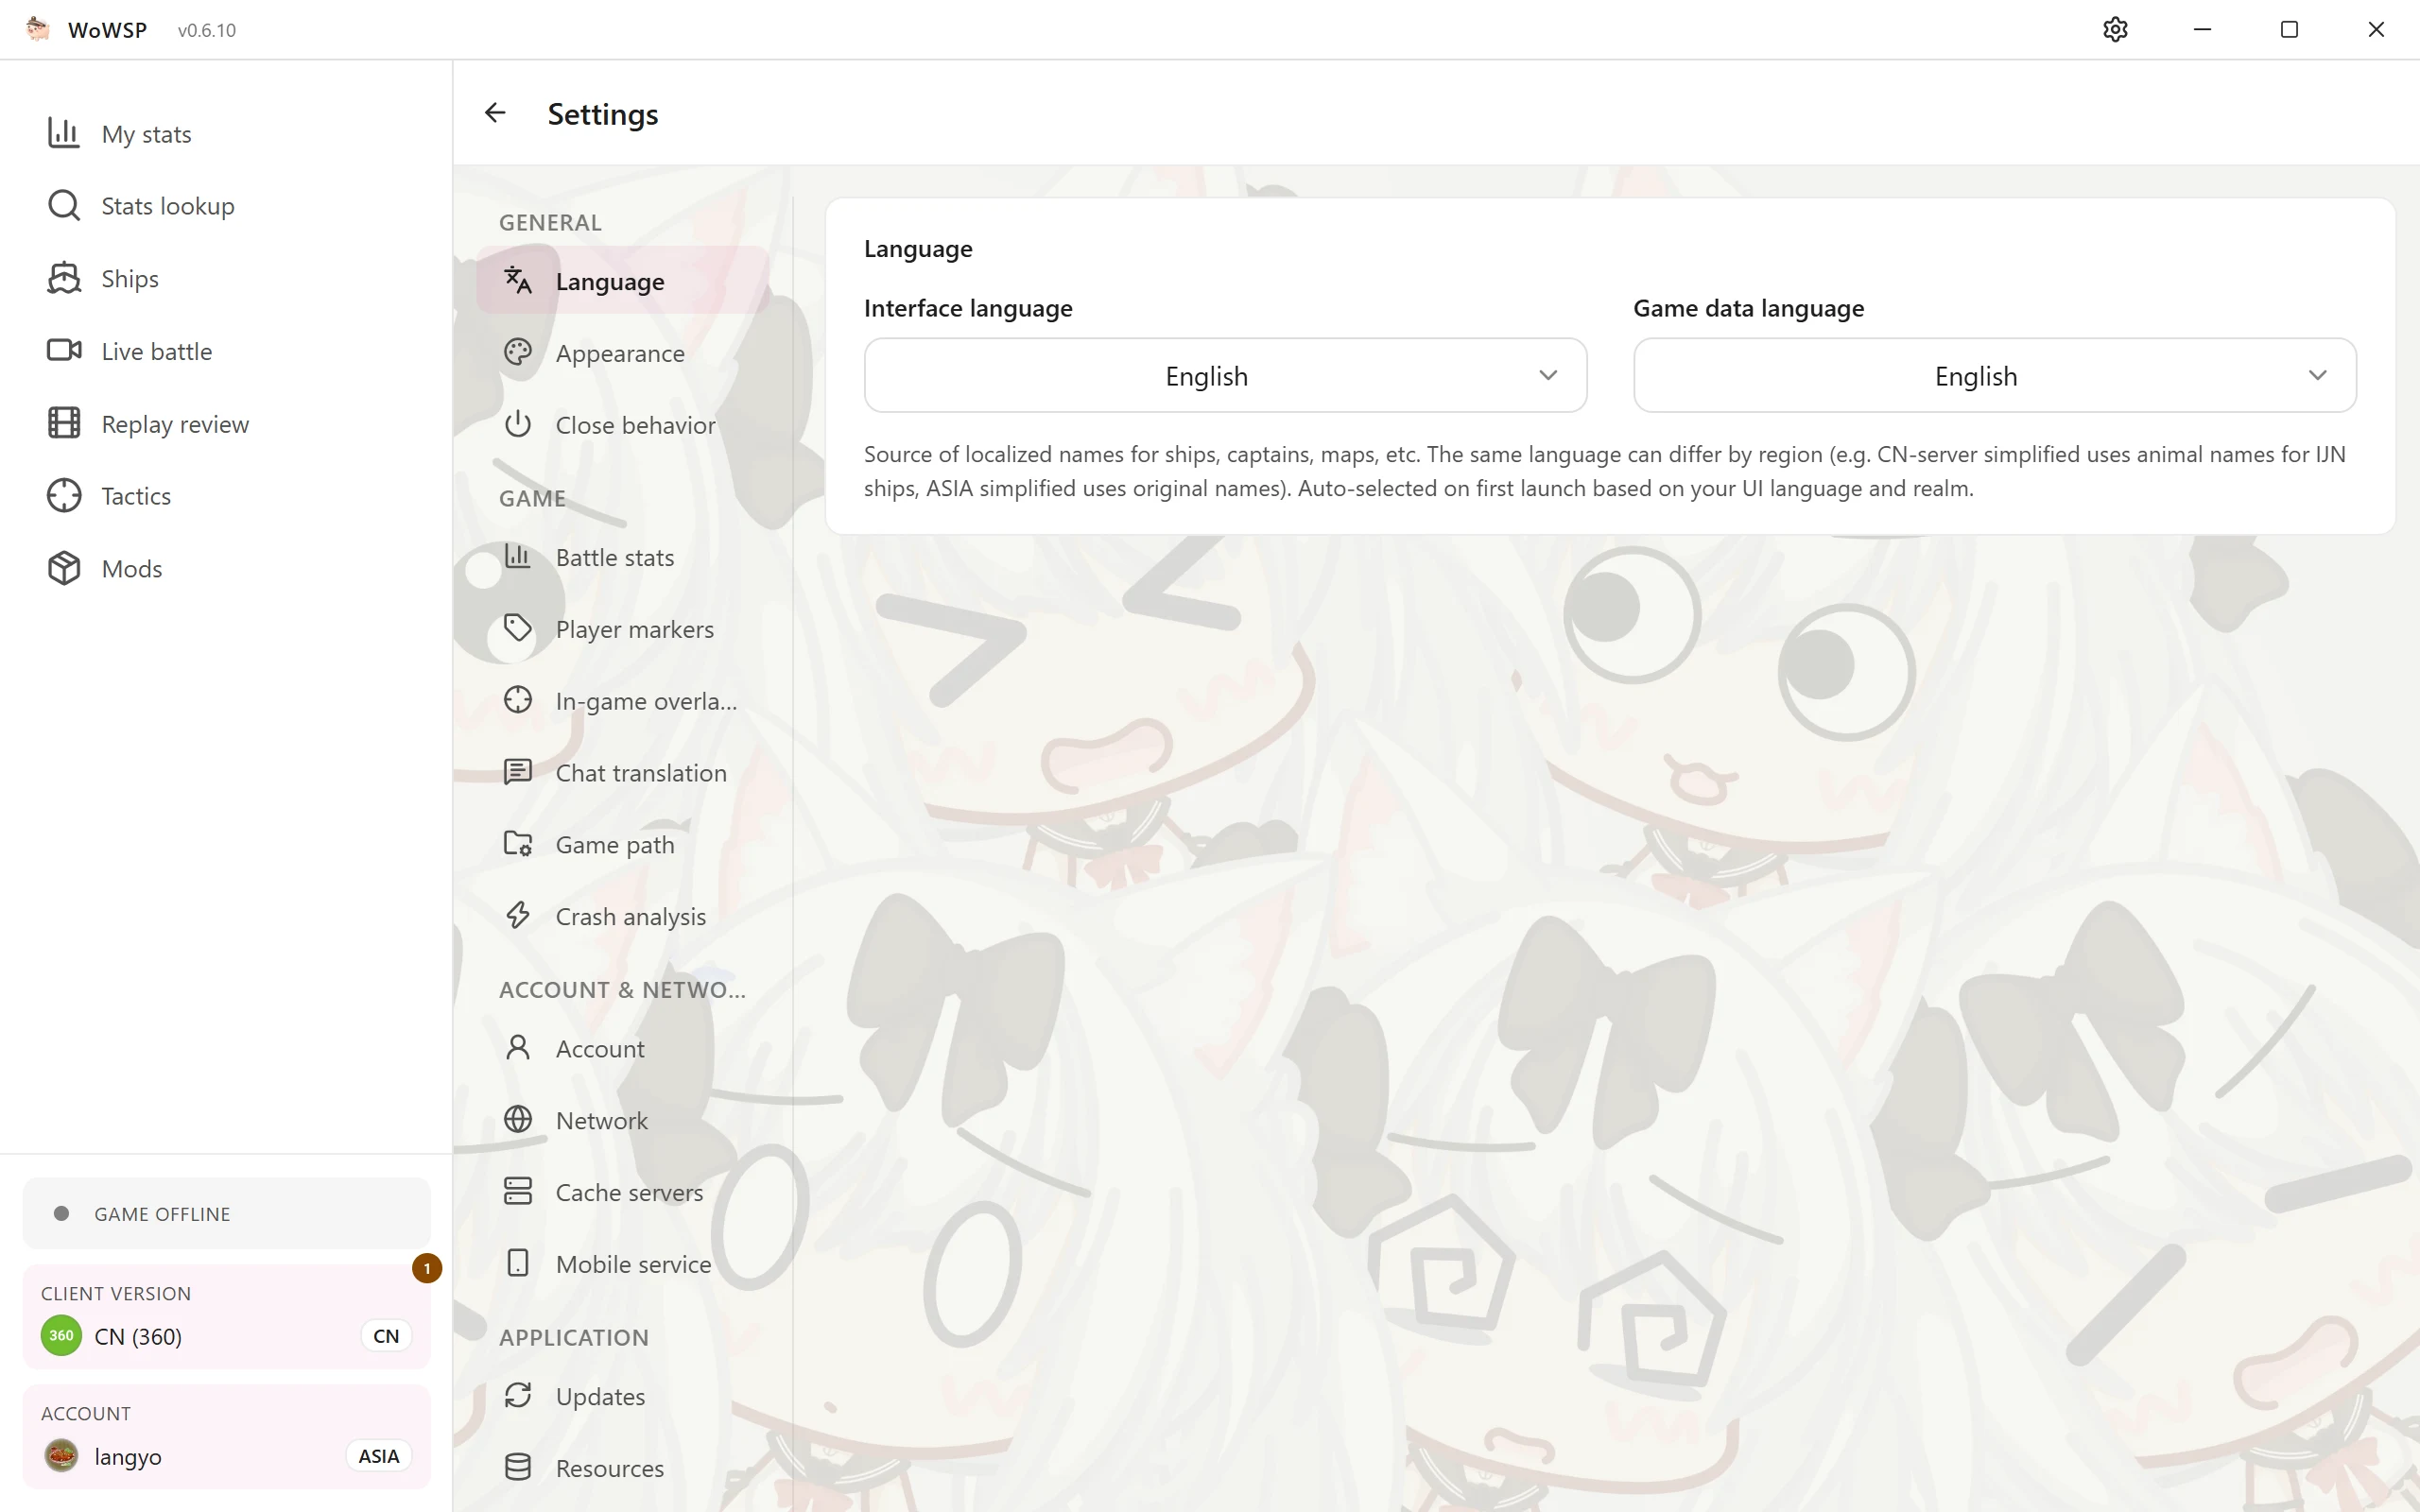 WoWSP v0.6.10
My stats
Stats lookup
Ships
Live battle
Replay review
Tactics
Mods
GAME OFFLINE
1
CLIENT VERSION
360 CN (360) CN
ACCOUNT
langyo ASIA
Settings
GENERAL
Language
Appearance
Close behavior
GAME
Battle stats
Player markers
In-game overla...
Chat translation
Game path
Crash analysis
ACCOUNT & NETWO...
Account
Network
Cache servers
Mobile service
APPLICATION
Updates
Resources
Language
Interface language
English
Game data language
English
Source of localized names for ships, captains, maps, etc. The same language can differ by region (e.g. CN-server simplified uses animal names for IJN
ships, ASIA simplified uses original names). Auto-selected on first launch based on your UI language and realm.